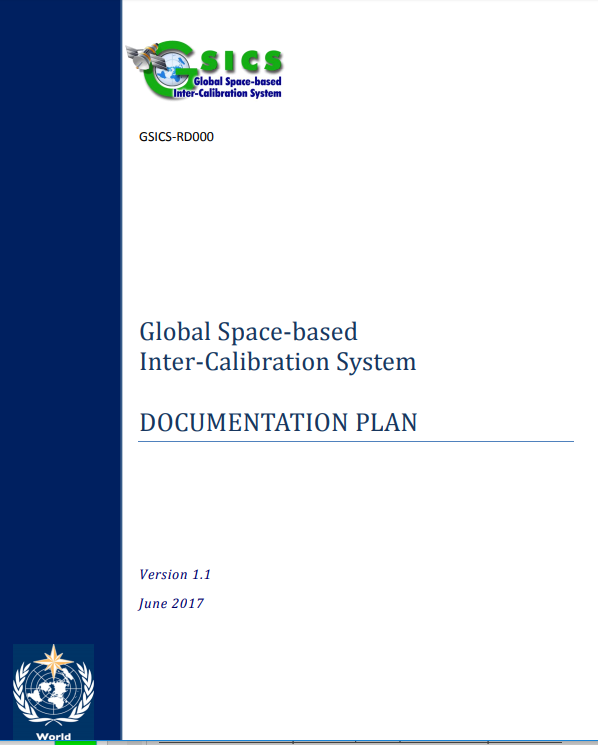 GSICS
Global Space-based
Inter-Calibration System
GSICS-RD000
Global Space-based
Inter-Calibration System
DOCUMENTATION PLAN
Version 1.1
June 2017
World